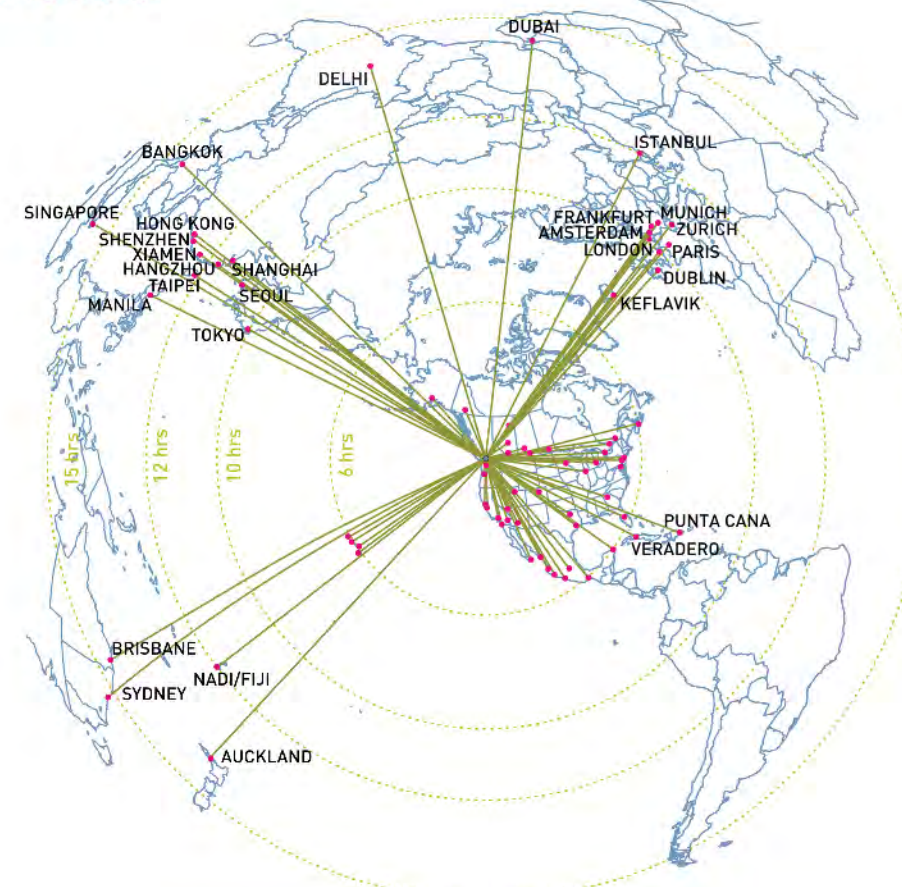 DUBAI
DELHI
ISTANBUL
BANGKOK
SINGAPORE
HONG KONG
SHENZHEN
XIAMEN
HANGZHOU
SHANGHAI
TAIPEI
SEOUL
MANILA
TOKYO
FRANKFURT
MUNICH
AMSTERDAM
ZURICH
LONDON
PARIS
DUBLIN
KEFLAVIK
15 hrs
12 hrs
10 hrs
6 hrs
PUNTA CANA
VERADERO
BRISBANE
NADI/FIJI
SYDNEY
AUCKLAND